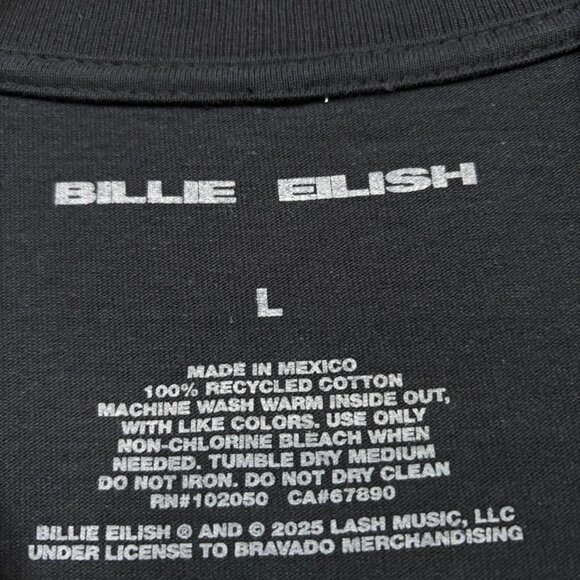 BILLIE EILISH
L
MADE IN MEXICO
100% RECYCLED COTTON
MACHINE WASH WARM INSIDE OUT,
WITH LIKE COLORS. USE ONLY
NON-CHLORINE BLEACH WHEN
NEEDED. TUMBLE DRY MEDIUM
DO NOT IRON. DO NOT DRY CLEAN
RN#102050 CA#67890
BILLIE EILISH ® AND © 2025 LASH MUSIC, LLC
UNDER LICENSE TO BRAVADO MERCHANDISING